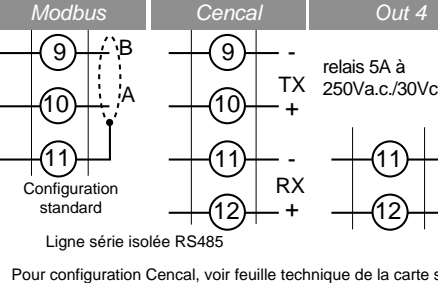 Modbus
Cencal
Out 4
9
B
10
A
11
Configuration
standard
9
-
TX
10
+
11
-
RX
12
+
relais 5A à
250Va.c./30Vc
11
12
Ligne série isolée RS485
Pour configuration Cencal, voir feuille technique de la carte s